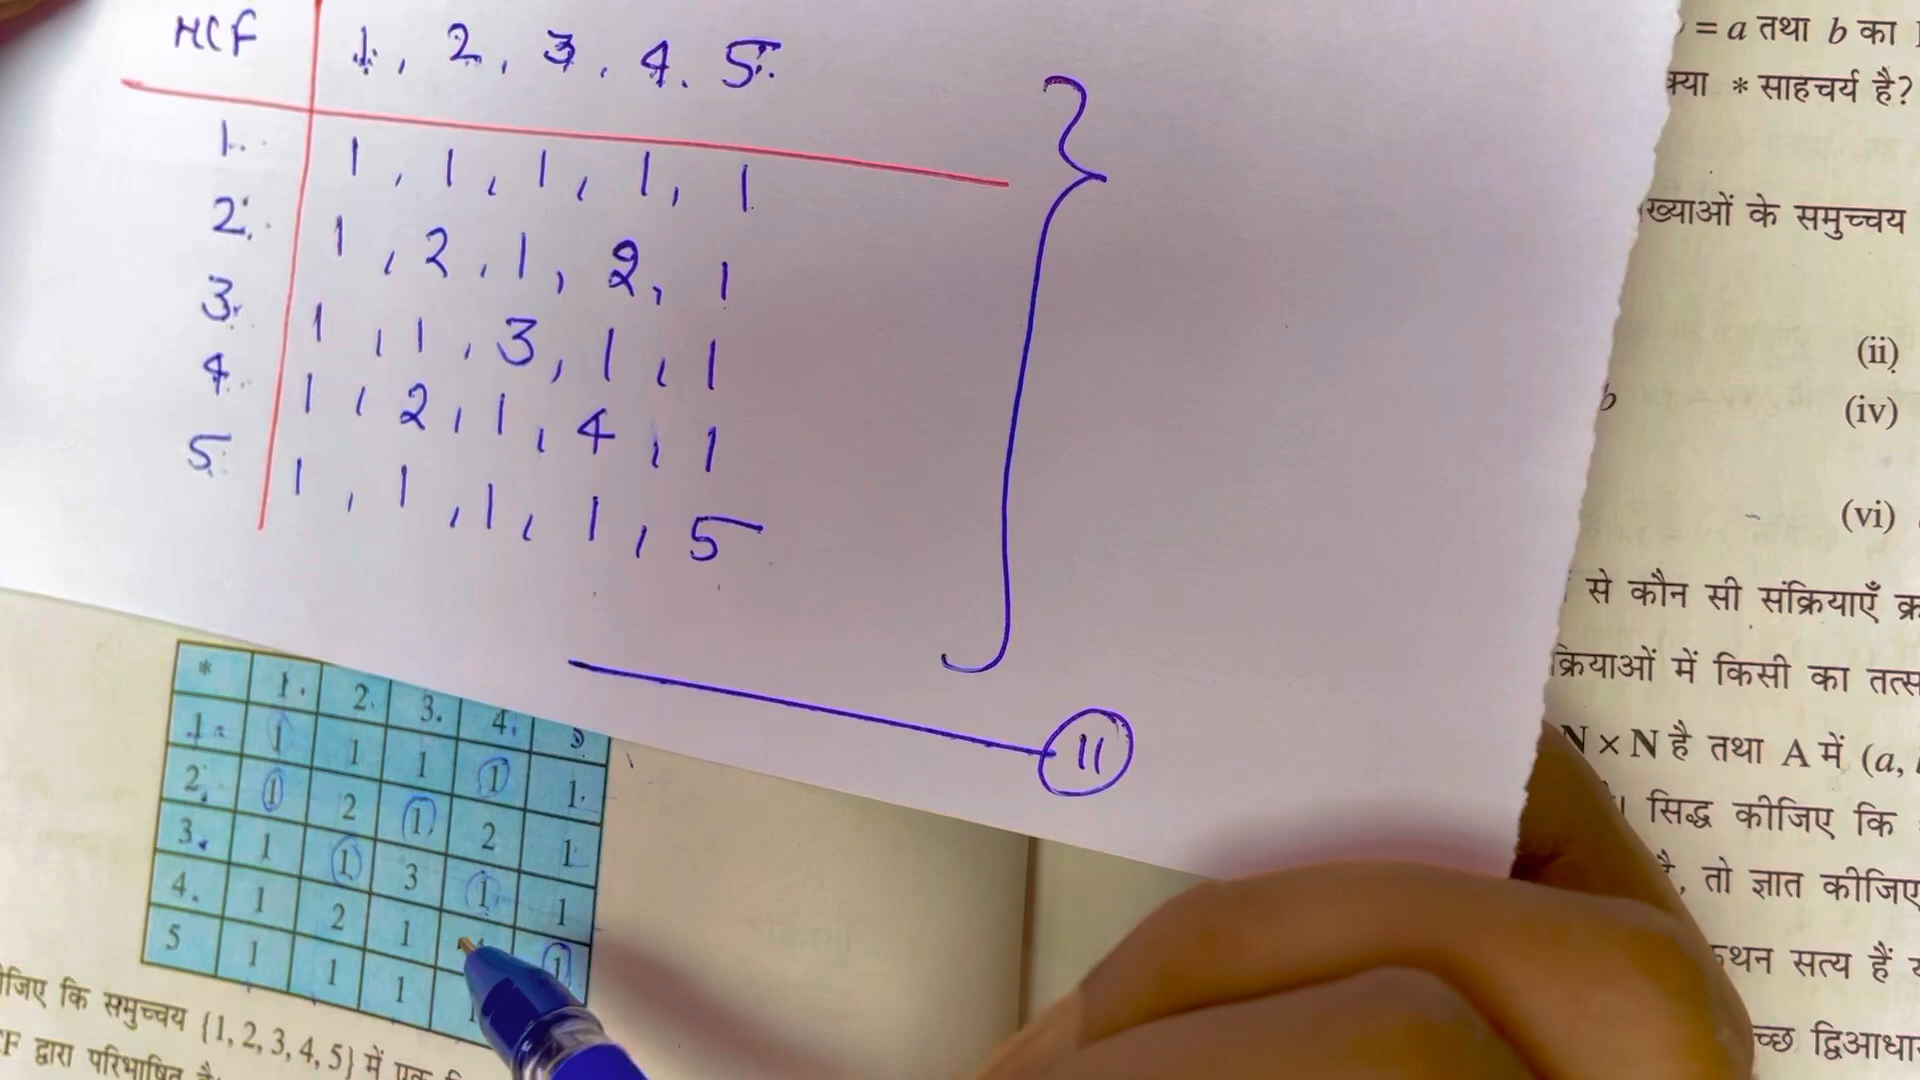 HCF 1, 2, 3, 4. 5.
1. 1, 1, 1, 1, 1
2. 1, 2, 1, 2, 1
3. 1, 1, 3, 1, 1
4. 1, 2, 1, 4, 1
5. 1, 1, 1, 1, 5
11
* 1. 2. 3. 4.
1. 1 1 1 1 1.
2. 1 2 1 2 1
3. 1 1 3 1 1
4. 1 2 1 1
5 1 1 1
कि समुच्चय {1, 2, 3, 4, 5} में एक
द्वारा परिभाषित
= a तथा b का
क्या * साहचर्य है?
के समुच्चय
(ii)
b (iv)
(vi)
से कौन सी संक्रियाएँ
में किसी का
N × N है तथा A में (a,
सिद्ध कीजिए कि
है, तो ज्ञात कीजिए
कथन सत्य हैं